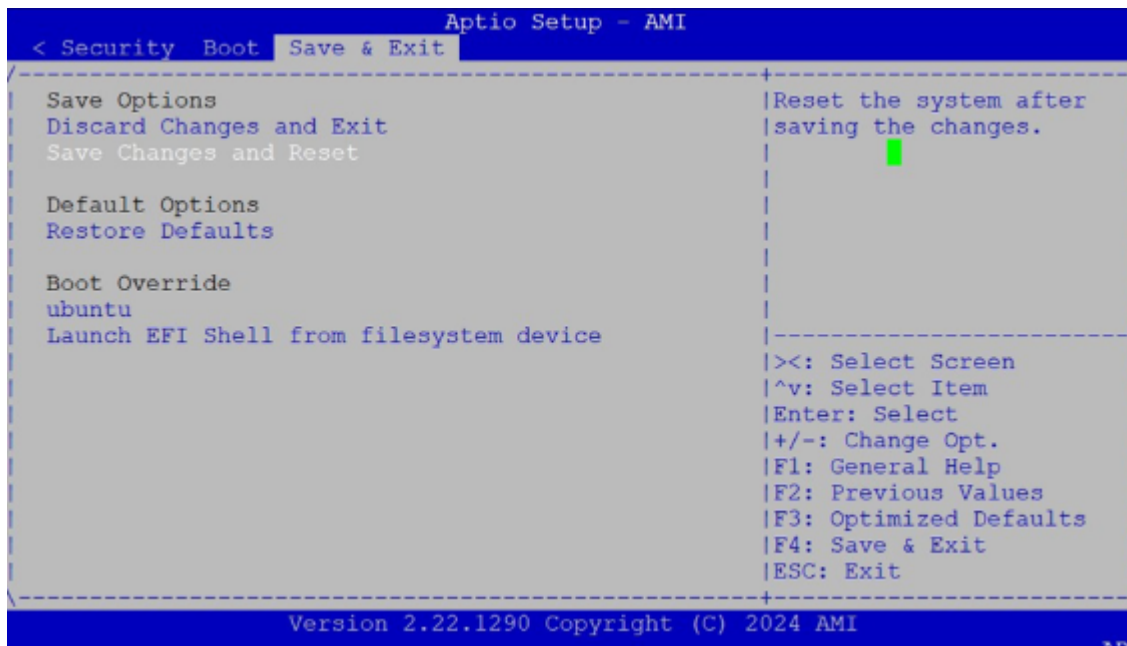 Aptio Setup - AMI
< Security Boot Save & Exit
Save Options
Discard Changes and Exit
Save Changes and Reset
Default Options
Restore Defaults
Boot Override
ubuntu
Launch EFI Shell from filesystem device
Reset the system after
saving the changes.
><: Select Screen
^v: Select Item
Enter: Select
+/-: Change Opt.
F1: General Help
F2: Previous Values
F3: Optimized Defaults
F4: Save & Exit
ESC: Exit
Version 2.22.1290 Copyright (C) 2024 AMI